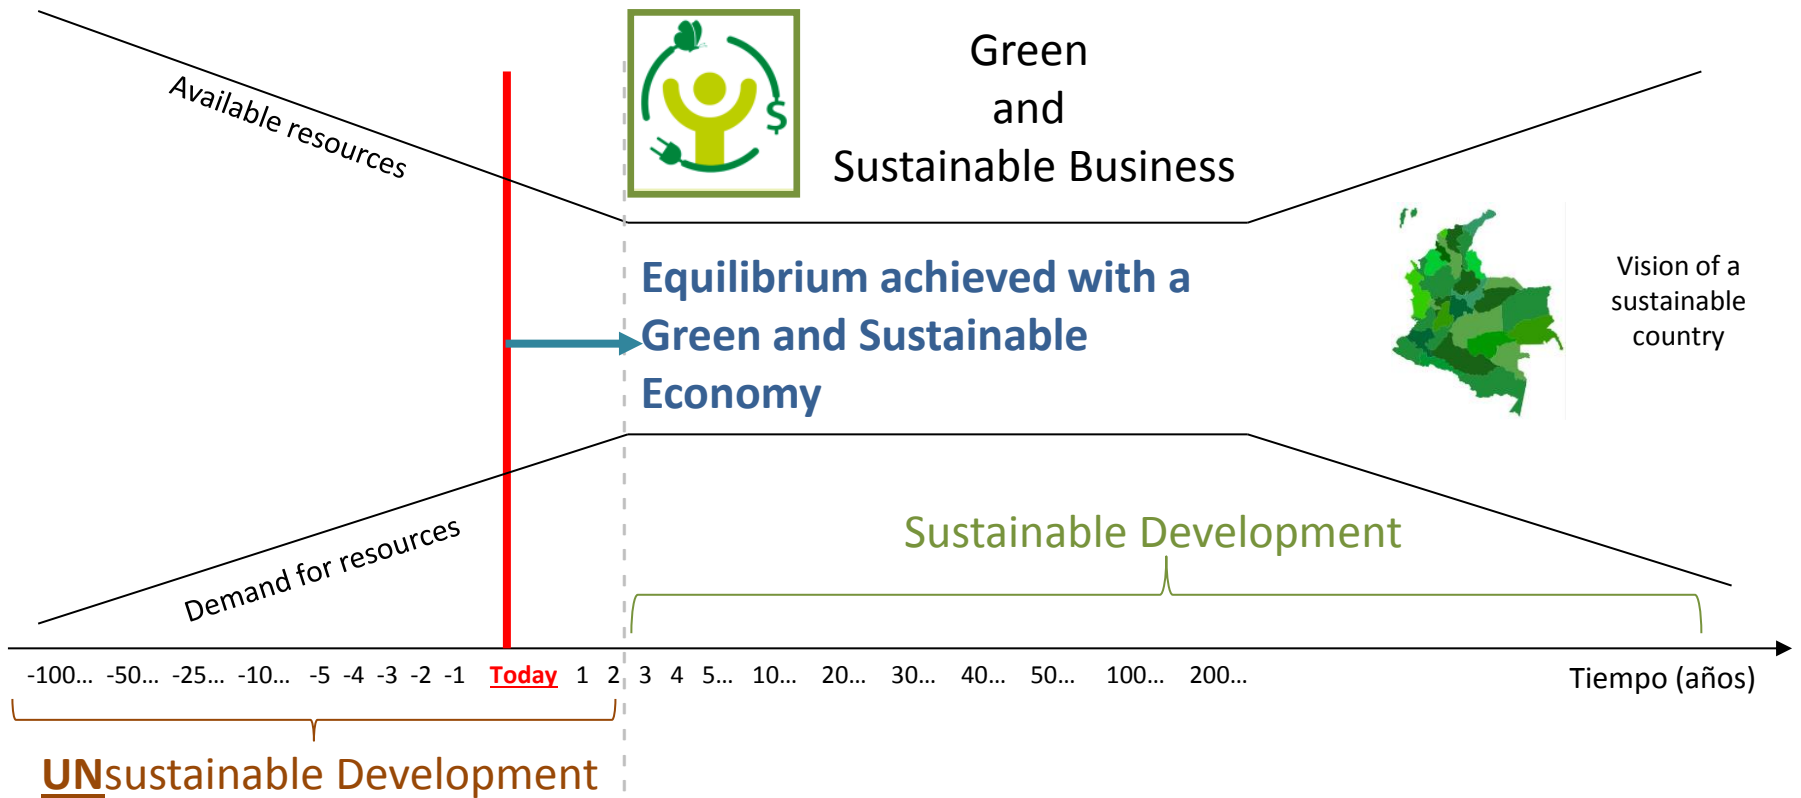 Green
and
Sustainable Business
Available resources
$
Equilibrium achieved with a
Green and Sustainable
Economy
Vision of a
sustainable
country
Demand for resources
Sustainable Development
-100... -50... -25... -10... -5 -4 -3 -2 -1 Today 1 2 3 4 5... 10... 20... 30... 40... 50... 100... 200... Tiempo (años)
UNsustainable Development